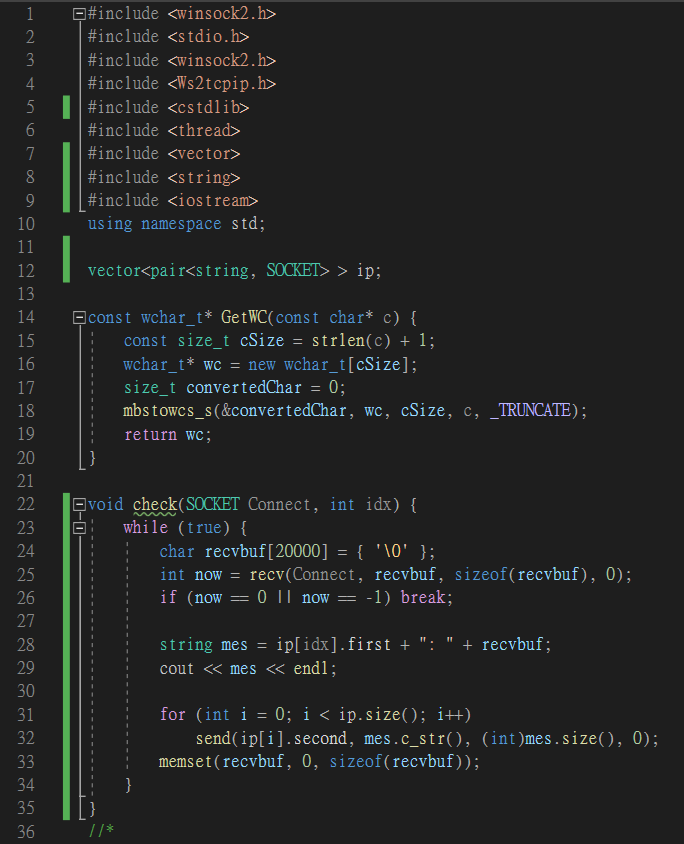 1 #include <winsock2.h>
2 #include <stdio.h>
3 #include <winsock2.h>
4 #include <Ws2tcpip.h>
5 #include <cstdlib>
6 #include <thread>
7 #include <vector>
8 #include <string>
9 #include <iostream>
10 using namespace std;
11
12 vector<pair<string, SOCKET> > ip;
13
14 const wchar_t* GetWC(const char* c) {
15     const size_t cSize = strlen(c) + 1;
16     wchar_t* wc = new wchar_t[cSize];
17     size_t convertedChar = 0;
18     mbstowcs_s(&convertedChar, wc, cSize, c, _TRUNCATE);
19     return wc;
20 }
21
22 void check(SOCKET Connect, int idx) {
23     while (true) {
24         char recvbuf[20000] = { '\0' };
25         int now = recv(Connect, recvbuf, sizeof(recvbuf), 0);
26         if (now == 0 || now == -1) break;
27
28         string mes = ip[idx].first + ": " + recvbuf;
29         cout << mes << endl;
30
31         for (int i = 0; i < ip.size(); i++)
32             send(ip[i].second, mes.c_str(), (int)mes.size(), 0);
33         memset(recvbuf, 0, sizeof(recvbuf));
34     }
35 }
36 //*